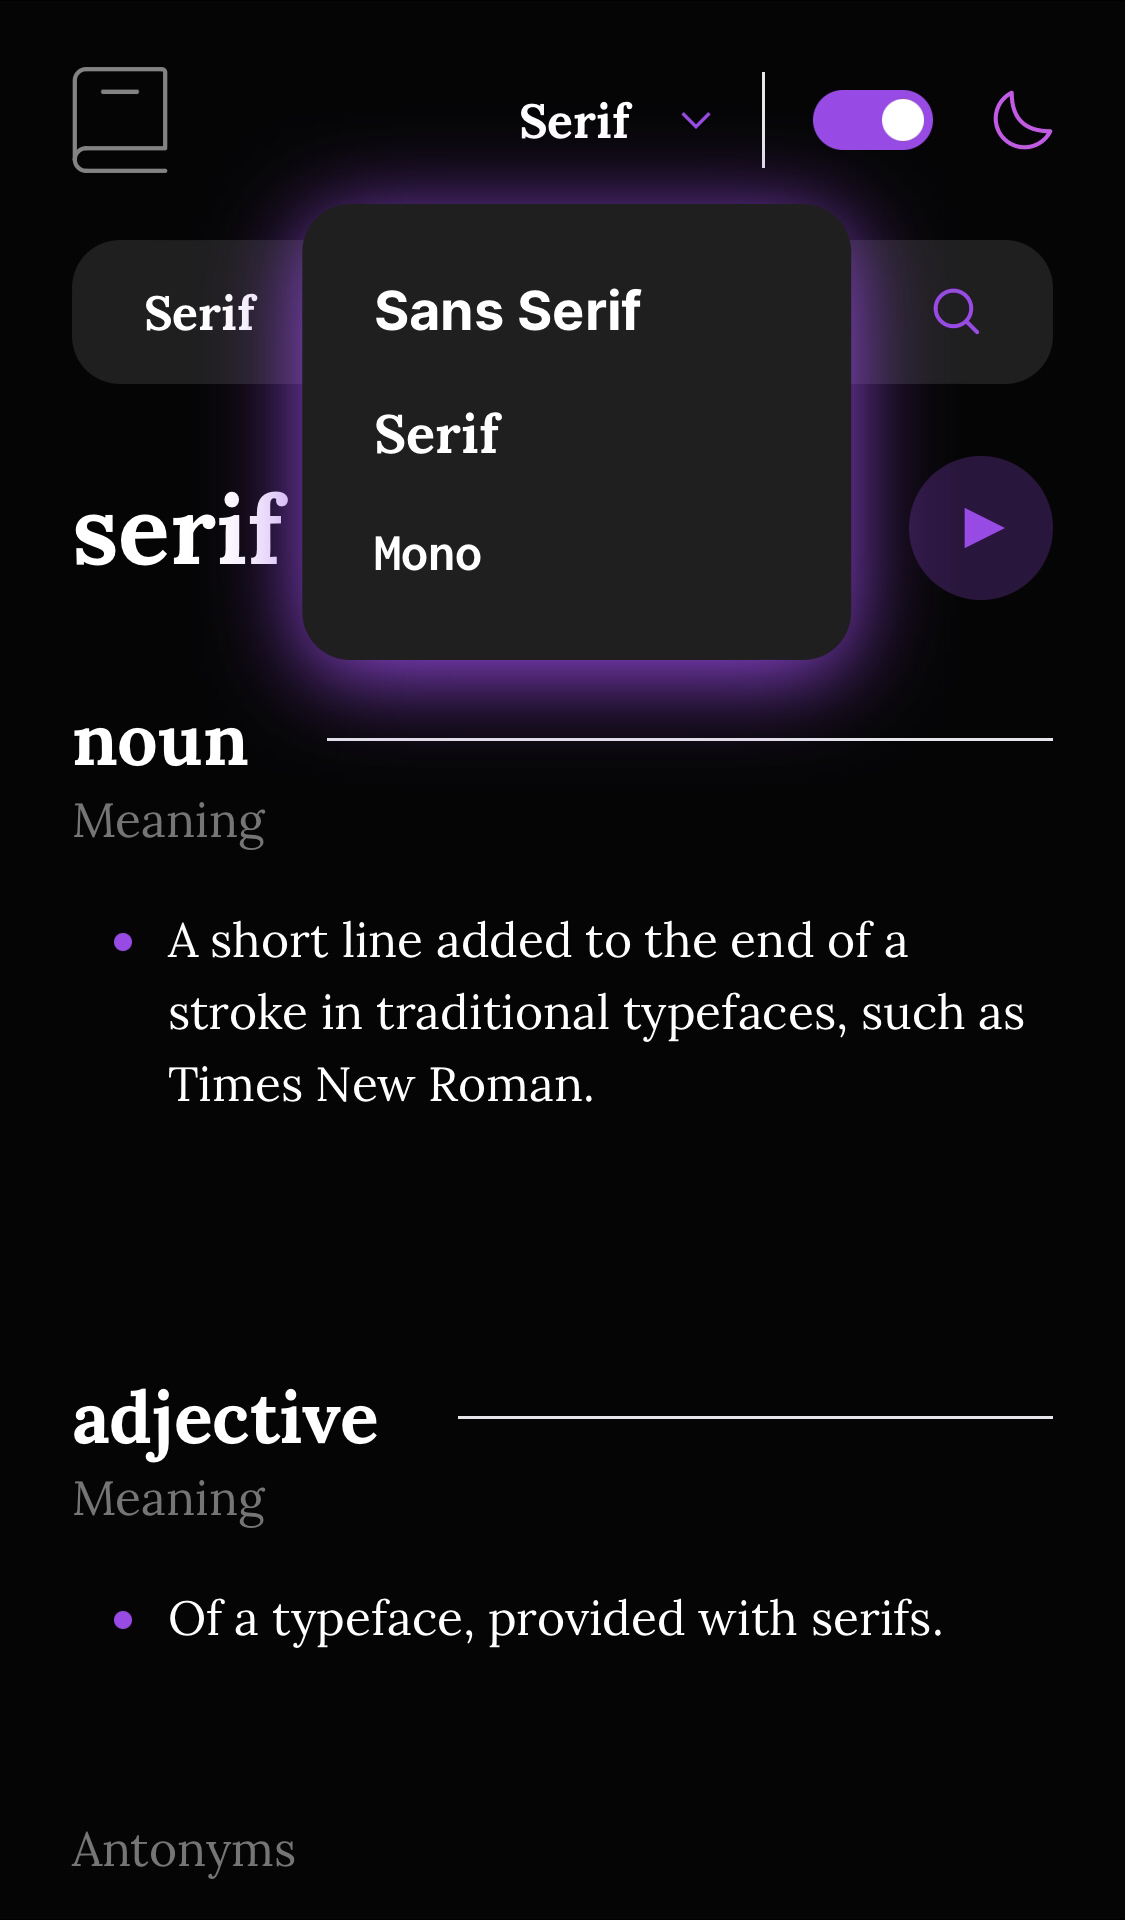 Serif
Serif
Sans Serif
Serif
Mono
serif
noun
Meaning
A short line added to the end of a
stroke in traditional typefaces, such as
Times New Roman.
adjective
Meaning
Of a typeface, provided with serifs.
Antonyms